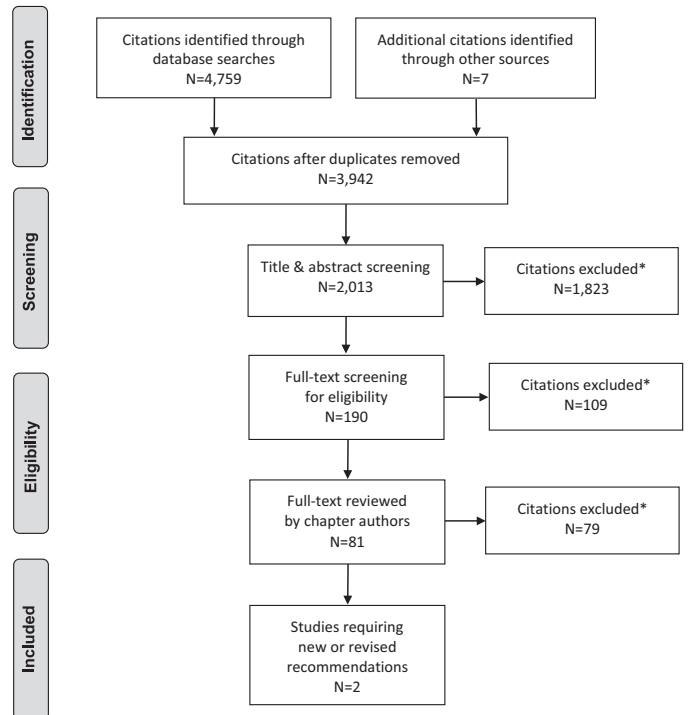 Identification
Citations identified through
database searches
N=4,759
Additional citations identified
through other sources
N=7
Citations after duplicates removed
N=3,942
Screening
Title & abstract screening
N=2,013
Citations excluded*
N=1,823
Eligibility
Full-text screening
for eligibility
N=190
Citations excluded*
N=109
Full-text reviewed
by chapter authors
N=81
Citations excluded*
N=79
Included
Studies requiring
new or revised
recommendations
N=2